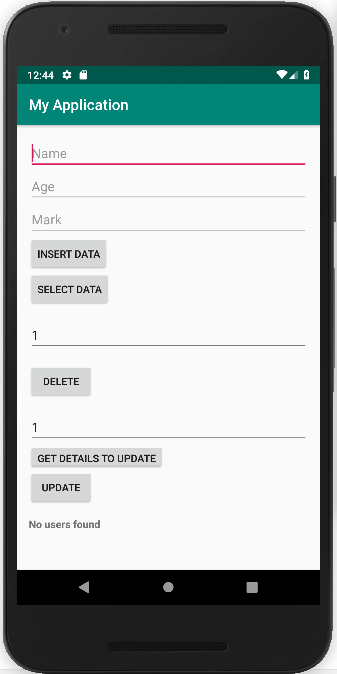 12:44
My Application
Name
Age
Mark
INSERT DATA
SELECT DATA
1
DELETE
1
GET DETAILS TO UPDATE
UPDATE
No users found